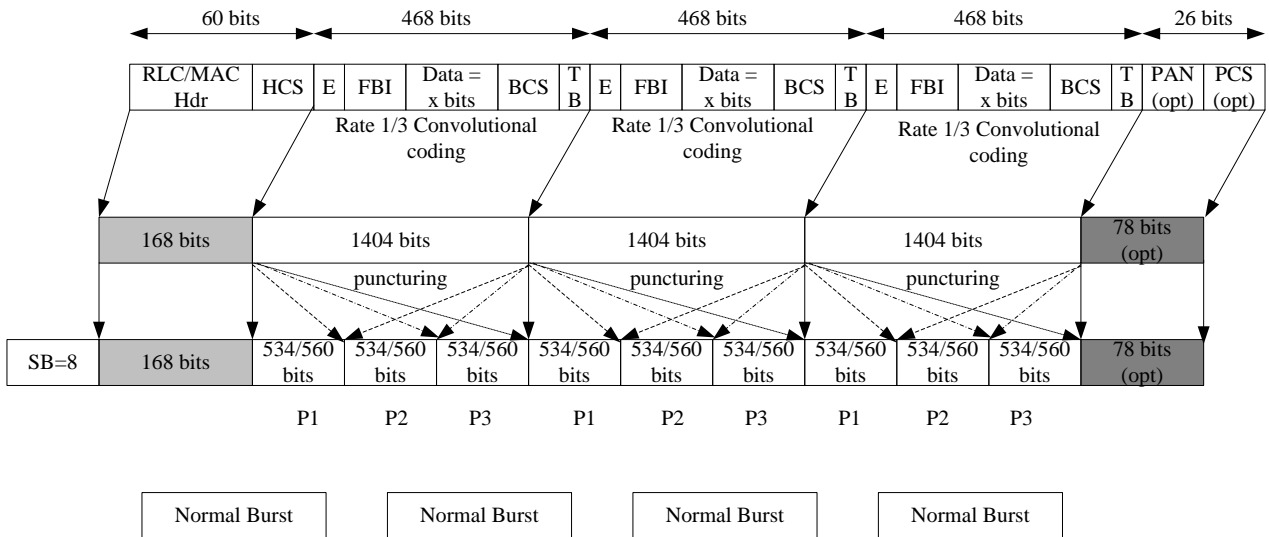 60 bits
468 bits
468 bits
468 bits
26 bits
RLC/MAC
Hdr
HCS
E
FBI
Data =
x bits
BCS
T
B
E
FBI
Data =
x bits
BCS
T
B
E
FBI
Data =
x bits
BCS
T
B
PAN
(opt)
PCS
(opt)
Rate 1/3 Convolutional
coding
Rate 1/3 Convolutional
coding
Rate 1/3 Convolutional
coding
168 bits
1404 bits
1404 bits
1404 bits
78 bits
(opt)
puncturing
puncturing
puncturing
SB=8
168 bits
534/560
bits
534/560
bits
534/560
bits
534/560
bits
534/560
bits
534/560
bits
534/560
bits
534/560
bits
534/560
bits
78 bits
(opt)
P1
P2
P3
P1
P2
P3
P1
P2
P3
Normal Burst
Normal Burst
Normal Burst
Normal Burst